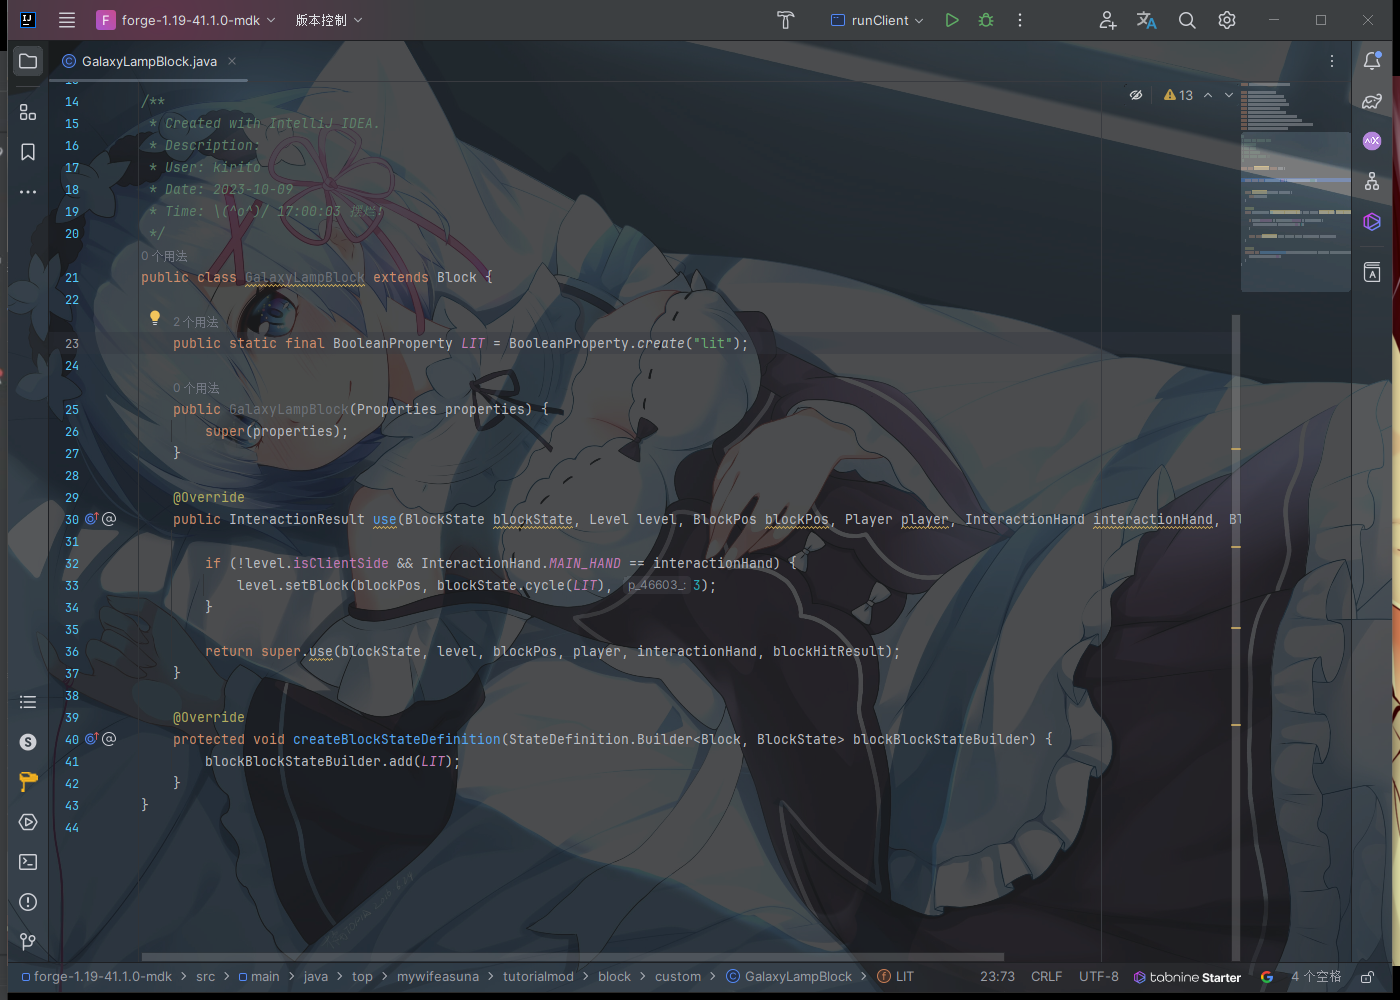 F forge-1.19-41.1.0-mdk 版本控制 runClient
GalaxyLampBlock.java
13
14 /**
15 * Created with IntelliJ IDEA.
16 * Description:
17 * User: kirito
18 * Date: 2023-10-09
19 * Time: \(^o^)/ 17:00:03 摆烂!
20 */
0个用法
21 public class GalaxyLampBlock extends Block {
22
2个用法
23 public static final BooleanProperty LIT = BooleanProperty.create("lit");
24
0个用法
25 public GalaxyLampBlock(Properties properties) {
26 super(properties);
27 }
28
29 @Override
30 public InteractionResult use(BlockState blockState, Level level, BlockPos blockPos, Player player, InteractionHand interactionHand, Bl
31
32 if (!level.isClientSide && InteractionHand.MAIN_HAND == interactionHand) {
33 level.setBlock(blockPos, blockState.cycle(LIT), p_46603_: 3);
34 }
35
36 return super.use(blockState, level, blockPos, player, interactionHand, blockHitResult);
37 }
38
39 @Override
40 protected void createBlockStateDefinition(StateDefinition.Builder<Block, BlockState> blockBlockStateBuilder) {
41 blockBlockStateBuilder.add(LIT);
42 }
43 }
44
forge-1.19-41.1.0-mdk > src > main > java > top > mywifeasuna > tutorialmod > block > custom > GalaxyLampBlock > LIT 23:73 CRLF UTF-8 tabnine Starter 4 个空格